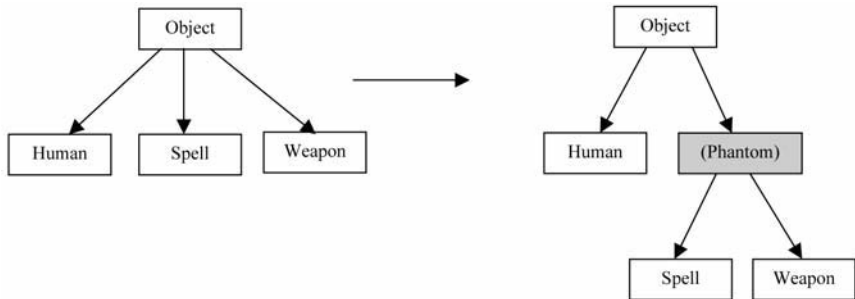 Object
Human
Spell
Weapon
Object
Human
(Phantom)
Spell
Weapon